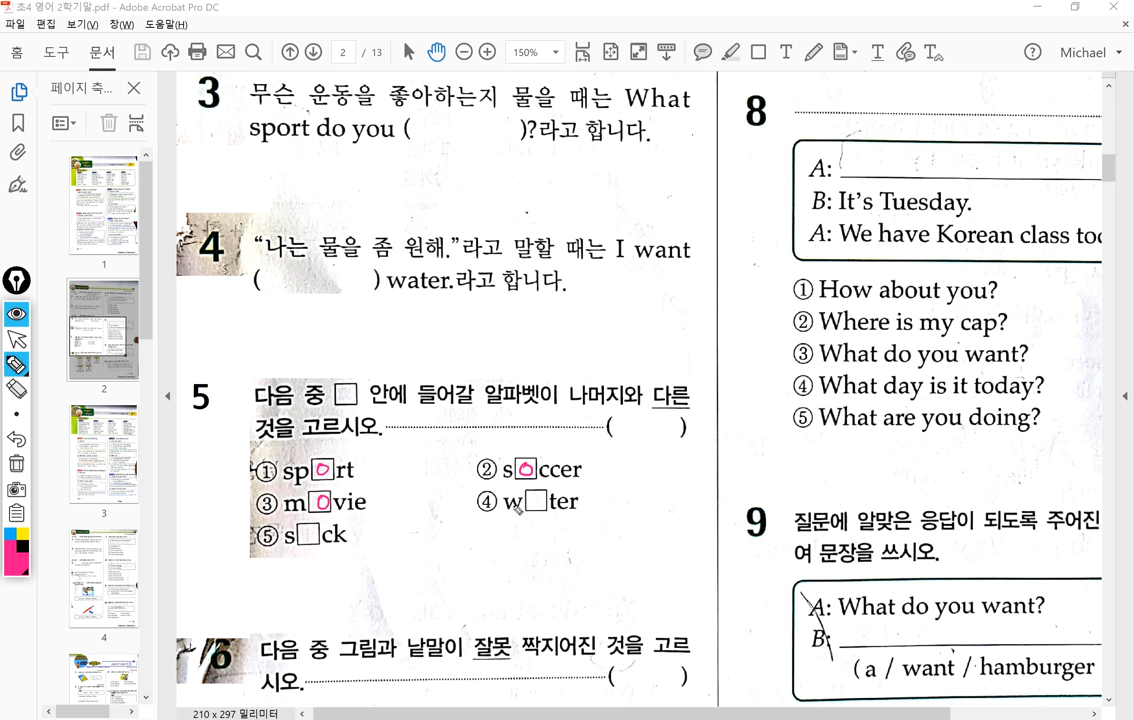 초4 영어 2학기말.pdf - Adobe Acrobat Pro DC
파일 편집 보기(V) 창(W) 도움말(H)
홈 도구 문서 2 / 13 150% Michael
페이지 축...
1
2
3
4
3 무슨 운동을 좋아하는지 물을 때는 What
sport do you ( )?라고 합니다.
4 “나는 물을 좀 원해.”라고 말할 때는 I want
( ) water.라고 합니다.
5 다음 중 □ 안에 들어갈 알파벳이 나머지와 다른
것을 고르시오. ( )
① sport ② soccer
③ movie ④ w□ter
⑤ s□ck
6 다음 중 그림과 낱말이 잘못 짝지어진 것을 고르
시오. ( )
8
A:
B: It’s Tuesday.
A: We have Korean class to
① How about you?
② Where is my cap?
③ What do you want?
④ What day is it today?
⑤ What are you doing?
9 질문에 알맞은 응답이 되도록 주어진
여 문장을 쓰시오.
A: What do you want?
B:
( a / want / hamburger
210 x 297 밀리미터